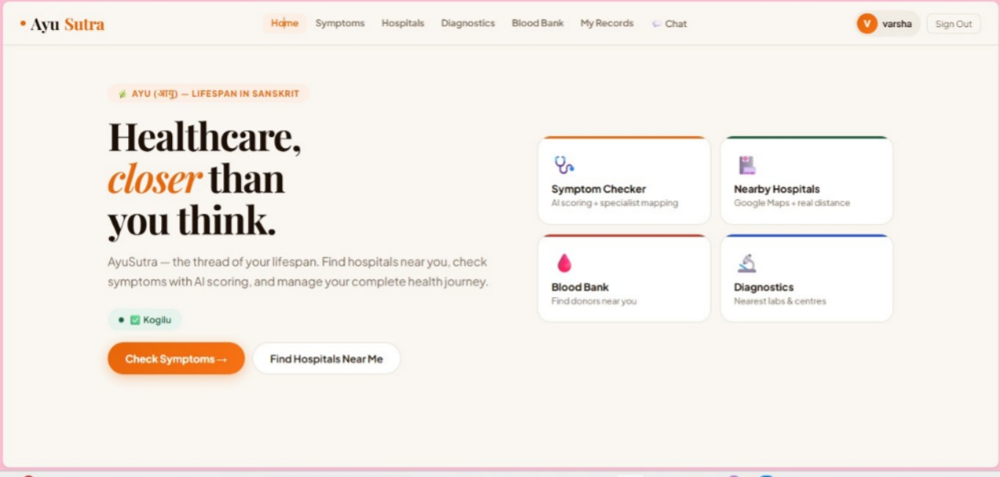 Ayu Sutra
Home Symptoms Hospitals Diagnostics Blood Bank My Records Chat
V varsha Sign Out
AYU (आयु) — LIFESPAN IN SANSKRIT
Healthcare,
closer than
you think.
AyuSutra — the thread of your lifespan. Find hospitals near you, check
symptoms with AI scoring, and manage your complete health journey.
✅ Kogilu
Check Symptoms →
Find Hospitals Near Me
Symptom Checker
AI scoring + specialist mapping
Nearby Hospitals
Google Maps + real distance
Blood Bank
Find donors near you
Diagnostics
Nearest labs & centres